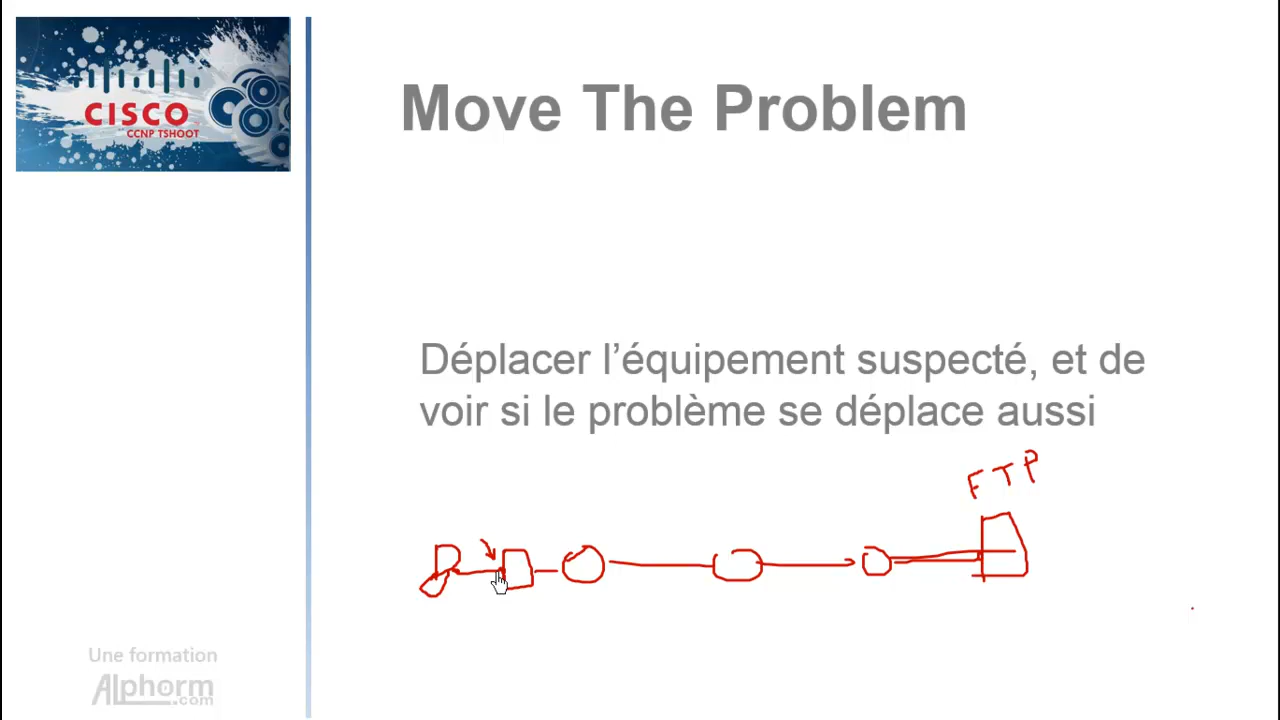 CISCO
CCNP TSHOOT
Move The Problem
Déplacer l’équipement suspecté, et de
voir si le problème se déplace aussi
FTP
Une formation
Alphorm
.com